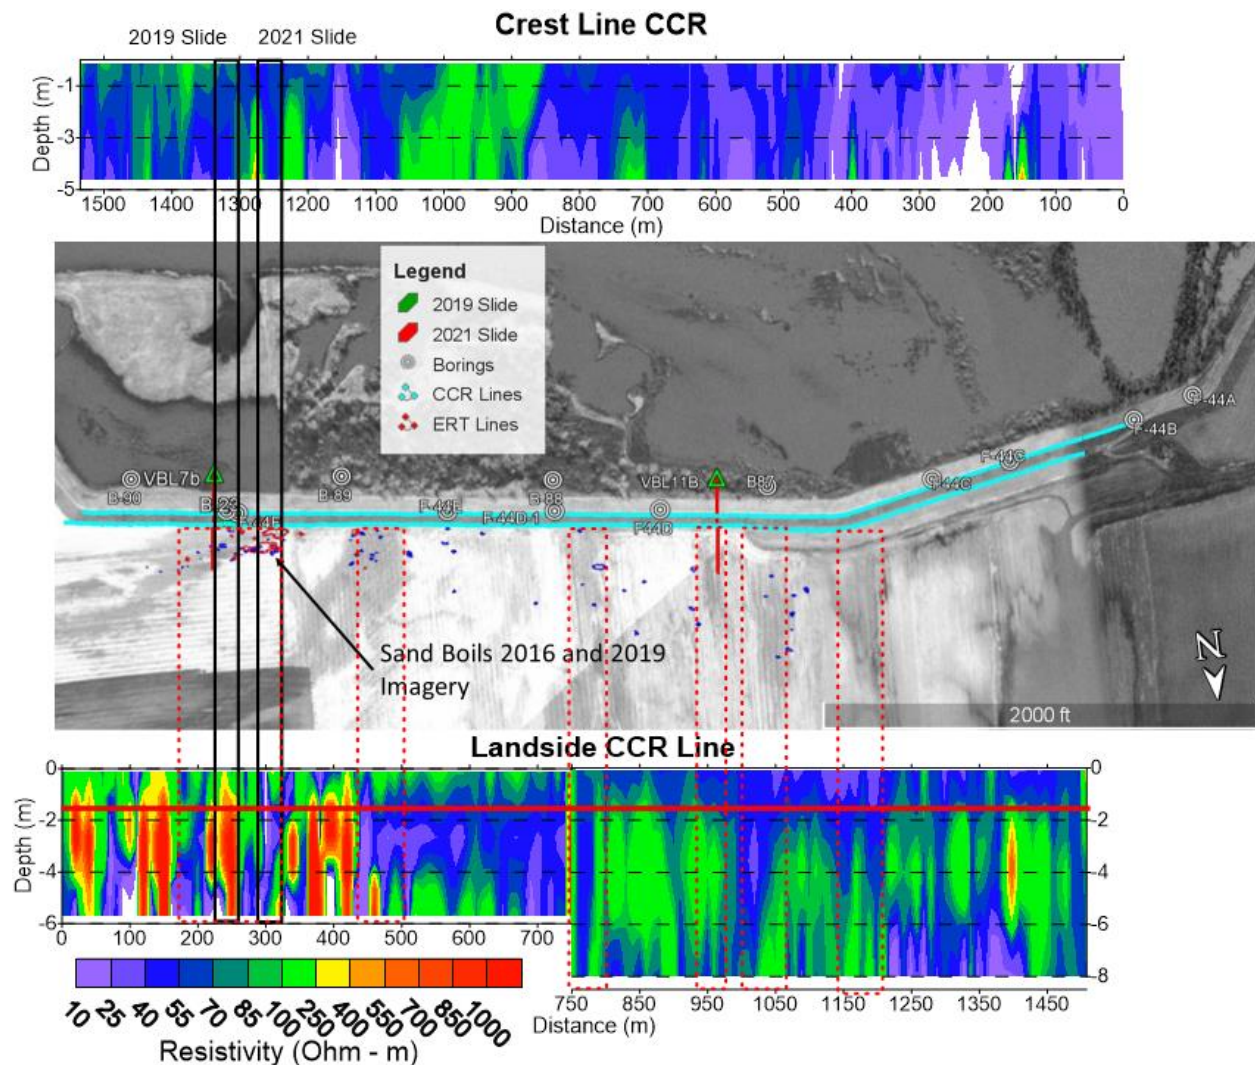 Crest Line CCR
2019 Slide
2021 Slide
Depth (m)
-1
-3
-5
1500 1400 1300 1200 1100 1000 900 800 700 600 500 400 300 200 100 0
Distance (m)
Legend
2019 Slide
2021 Slide
Borings
CCR Lines
ERT Lines
F-44A
F-44B
F-44C
F-44C
B-90
VBL7b
B-89
B-88
VBL11B
B87
B-23
F-44F
F-44E
F-44D-1
F44D
Sand Boils 2016 and 2019
Imagery
N
2000 ft
Landside CCR Line
Depth (m)
0
-2
-4
-6
0 100 200 300 400 500 600 700
0
-2
-4
-6
-8
750 850 950 1050 1150 1250 1350 1450
Distance (m)
10 25 40 55 70 85 100 250 400 550 700 850 1000
Resistivity (Ohm - m)